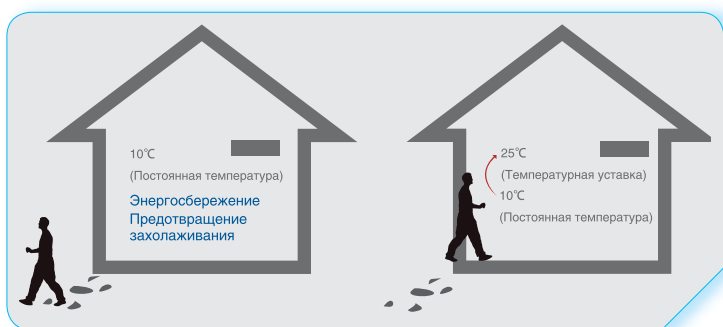 10℃
(Постоянная температура)
Энергосбережение
Предотвращение
захолаживания
25℃
(Температурная уставка)
10℃
(Постоянная температура)